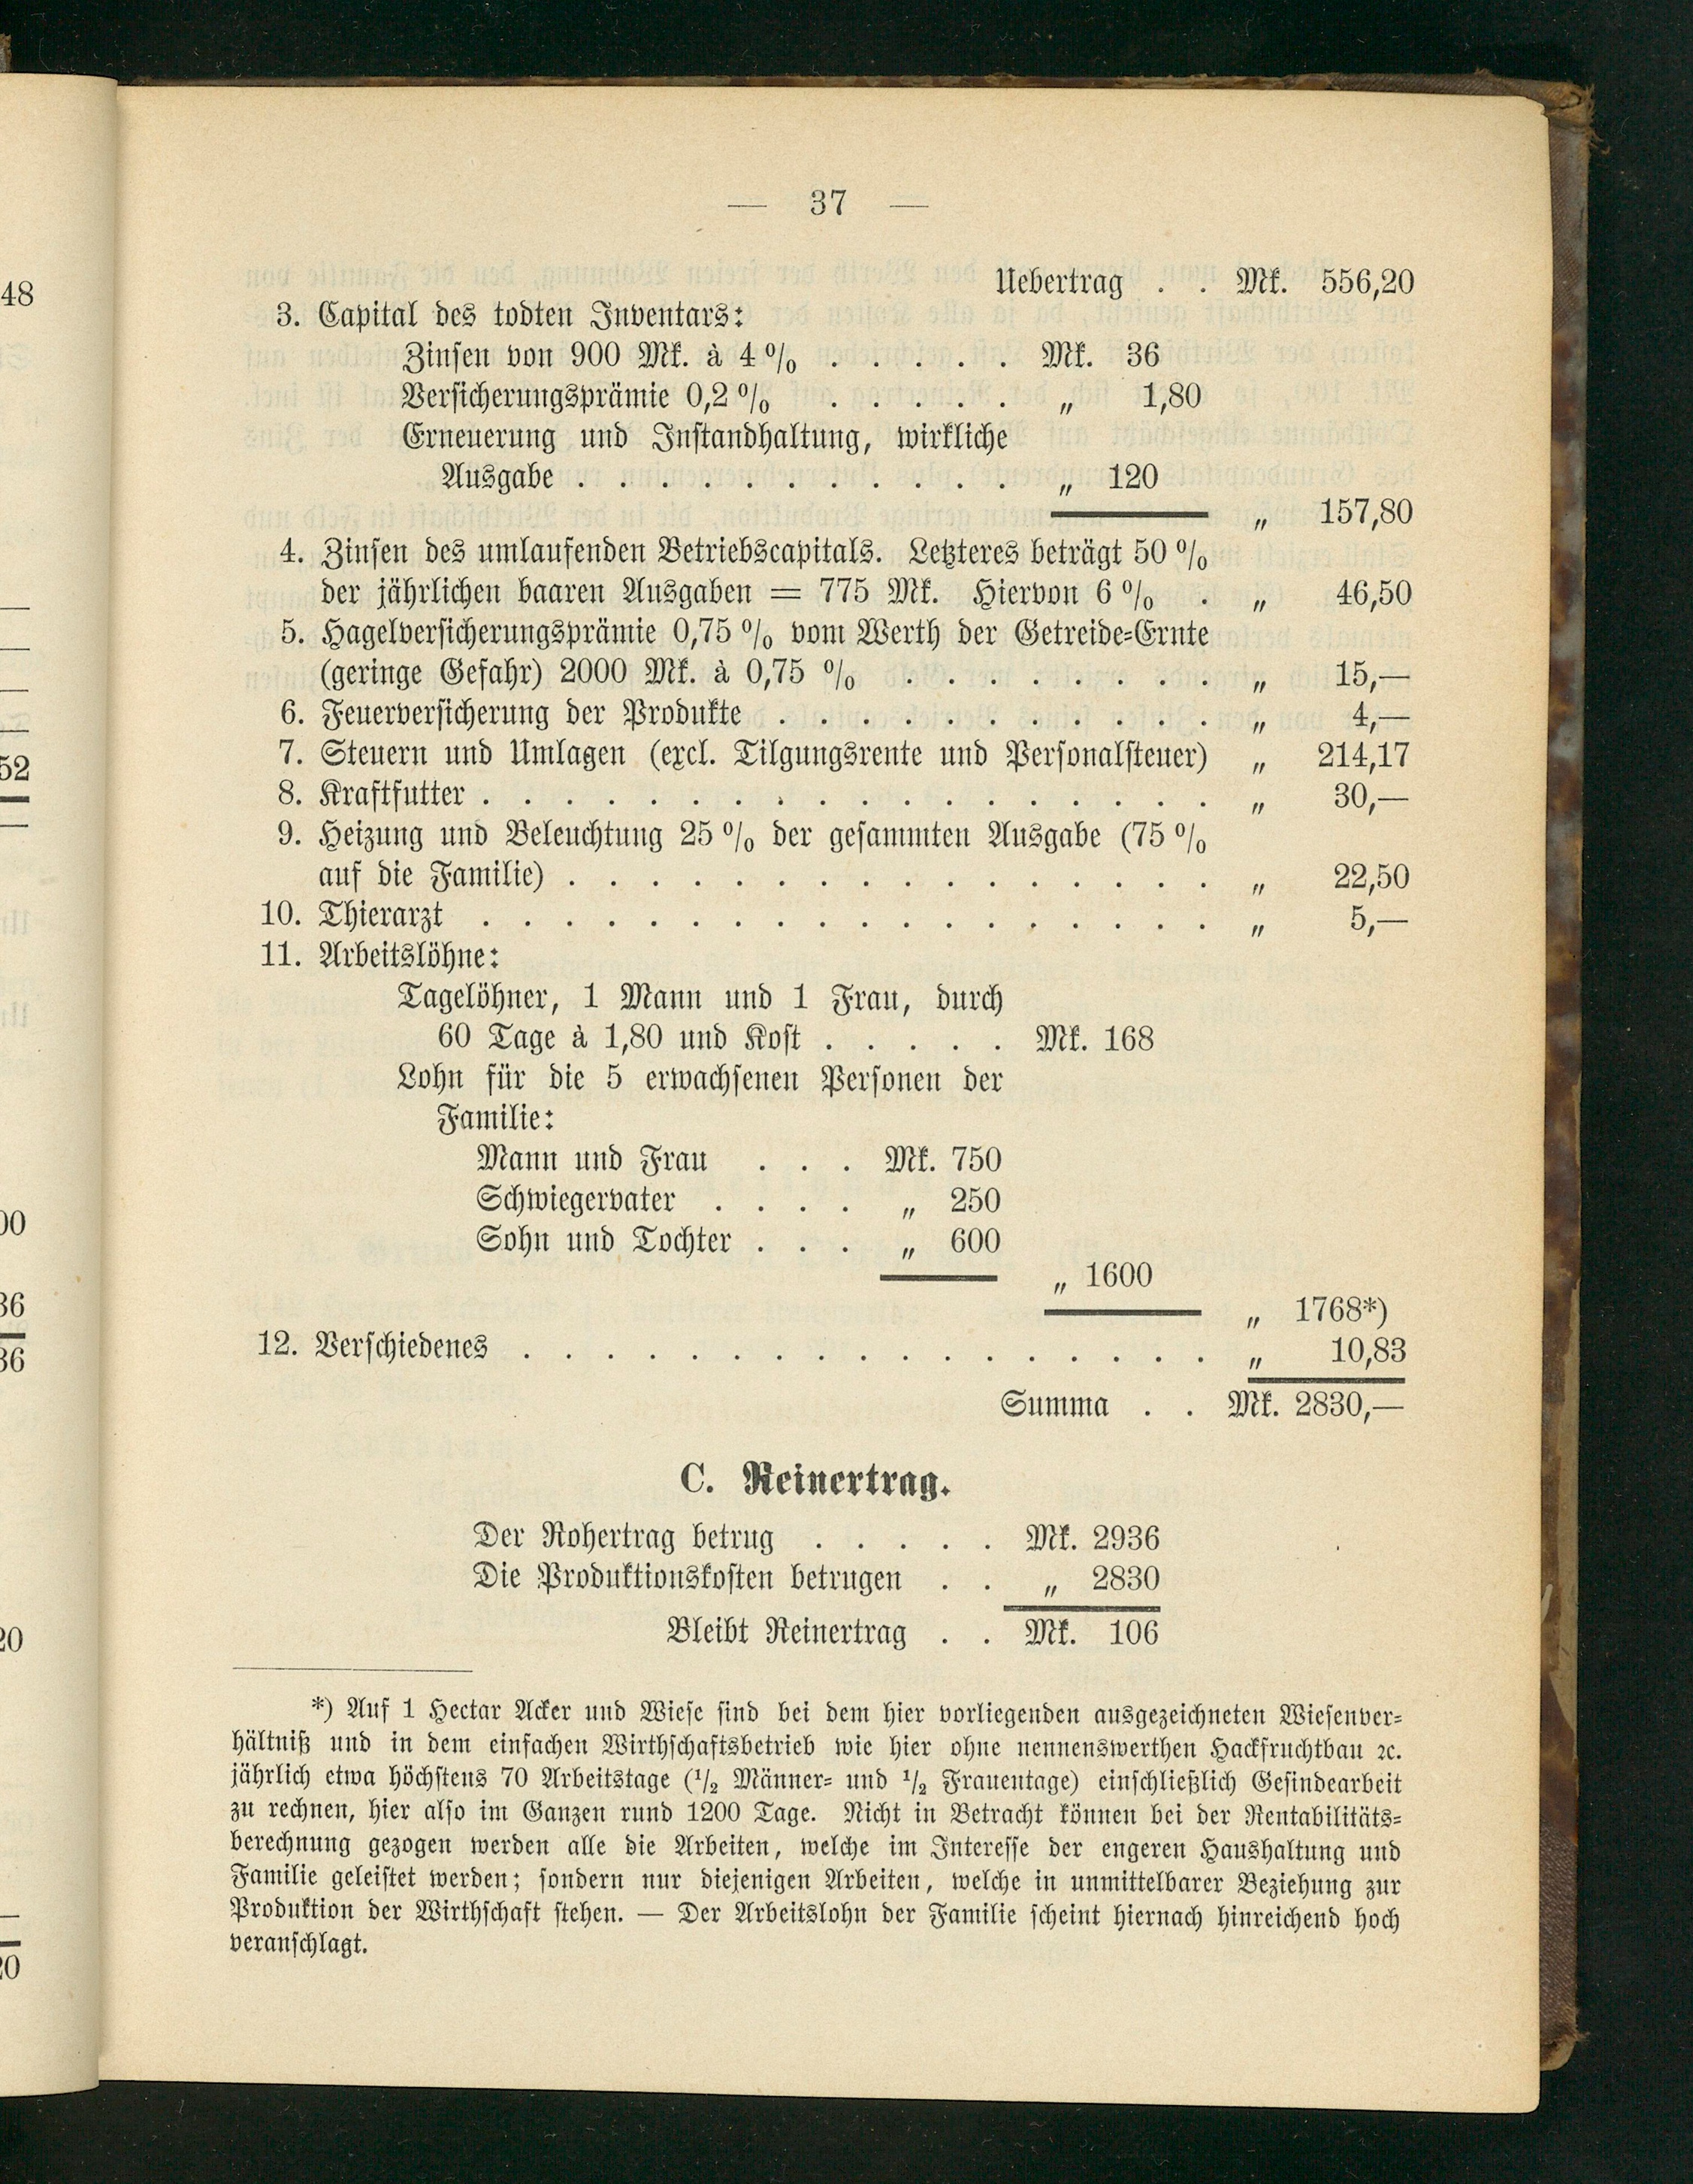 — 37 —
Uebertrag . . Mk. 556,20
3. Capital des todten Inventars:
Zinsen von 900 Mk. à 4 % . . . . . Mk. 36
Versicherungsprämie 0,2 % . . . . . „ 1,80
Erneuerung und Instandhaltung, wirkliche
Ausgabe . . . . . . . . . . . „ 120
„ 157,80
4. Zinsen des umlaufenden Betriebscapitals. Letzteres beträgt 50 %
der jährlichen baaren Ausgaben = 775 Mk. Hiervon 6 % . „ 46,50
5. Hagelversicherungsprämie 0,75 % vom Werth der Getreide-Ernte
(geringe Gefahr) 2000 Mk. à 0,75 % . . . . . . . . „ 15,—
6. Feuerversicherung der Produkte . . . . . . . . . . . „ 4,—
7. Steuern und Umlagen (excl. Tilgungsrente und Personalsteuer) „ 214,17
8. Kraftfutter . . . . . . . . . . . . . . . . . . „ 30,—
9. Heizung und Beleuchtung 25 % der gesammten Ausgabe (75 %
auf die Familie) . . . . . . . . . . . . . . . . „ 22,50
10. Thierarzt . . . . . . . . . . . . . . . . . . „ 5,—
11. Arbeitslöhne:
Tagelöhner, 1 Mann und 1 Frau, durch
60 Tage à 1,80 und Kost . . . . . Mk. 168
Lohn für die 5 erwachsenen Personen der
Familie:
Mann und Frau . . . Mk. 750
Schwiegervater . . . . „ 250
Sohn und Tochter . . . „ 600
„ 1600
„ 1768*)
12. Verschiedenes . . . . . . . . . . . . . . . . . „ 10,83
Summa . . Mk. 2830,—
C. Reinertrag.
Der Rohertrag betrug . . . . . Mk. 2936
Die Produktionskosten betrugen . . „ 2830
Bleibt Reinertrag . . Mk. 106
*) Auf 1 Hectar Acker und Wiese sind bei dem hier vorliegenden ausgezeichneten Wiesenver-
hältniß und in dem einfachen Wirthschaftsbetrieb wie hier ohne nennenswerthen Hackfruchtbau ꝛc.
jährlich etwa höchstens 70 Arbeitstage (1/2 Männer- und 1/2 Frauentage) einschließlich Gesindearbeit
zu rechnen, hier also im Ganzen rund 1200 Tage. Nicht in Betracht können bei der Rentabilitäts-
berechnung gezogen werden alle die Arbeiten, welche im Interesse der engeren Haushaltung und
Familie geleistet werden; sondern nur diejenigen Arbeiten, welche in unmittelbarer Beziehung zur
Produktion der Wirthschaft stehen. — Der Arbeitslohn der Familie scheint hiernach hinreichend hoch
veranschlagt.
48
52
36
36
20
20